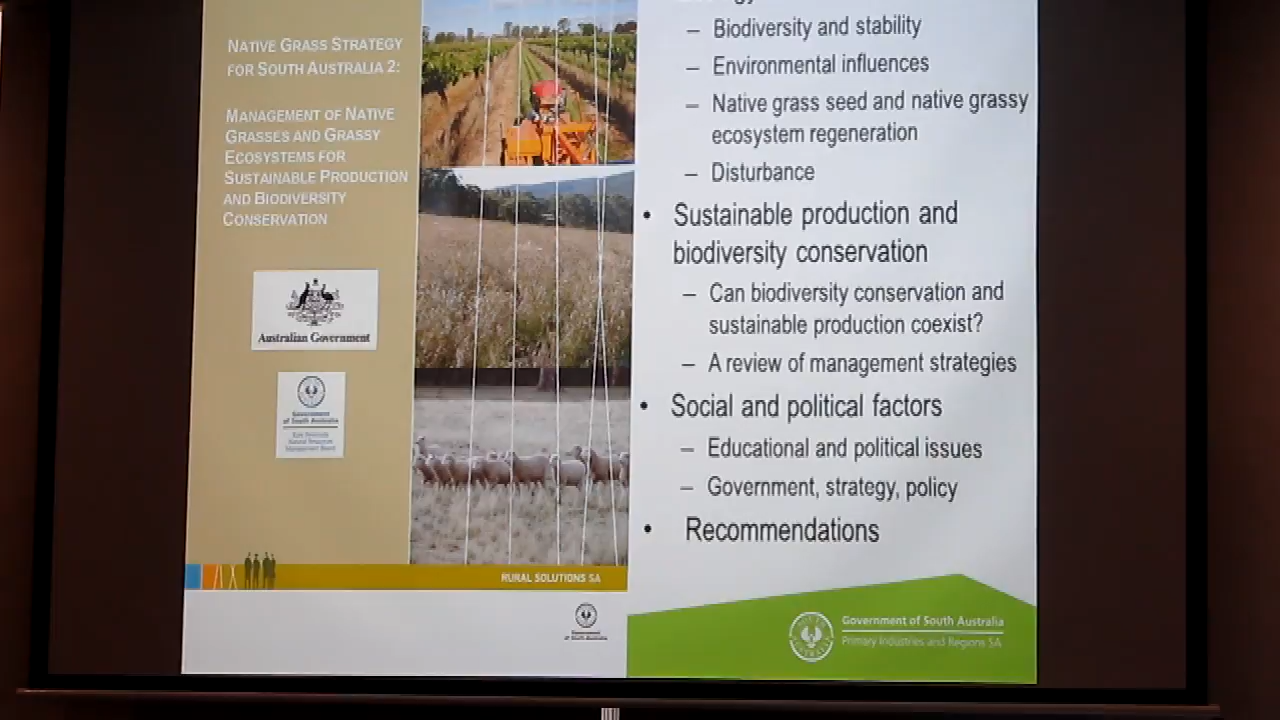 NATIVE GRASS STRATEGY
FOR SOUTH AUSTRALIA 2:
MANAGEMENT OF NATIVE
GRASSES AND GRASSY
ECOSYSTEMS FOR
SUSTAINABLE PRODUCTION
AND BIODIVERSITY
CONSERVATION
Australian Government
Government
of South Australia
RURAL SOLUTIONS SA
Government
of South Australia
– Biodiversity and stability
– Environmental influences
– Native grass seed and native grassy
ecosystem regeneration
– Disturbance
• Sustainable production and
biodiversity conservation
– Can biodiversity conservation and
sustainable production coexist?
– A review of management strategies
• Social and political factors
– Educational and political issues
– Government, strategy, policy
• Recommendations
Government of South Australia
Primary Industries and Regions SA